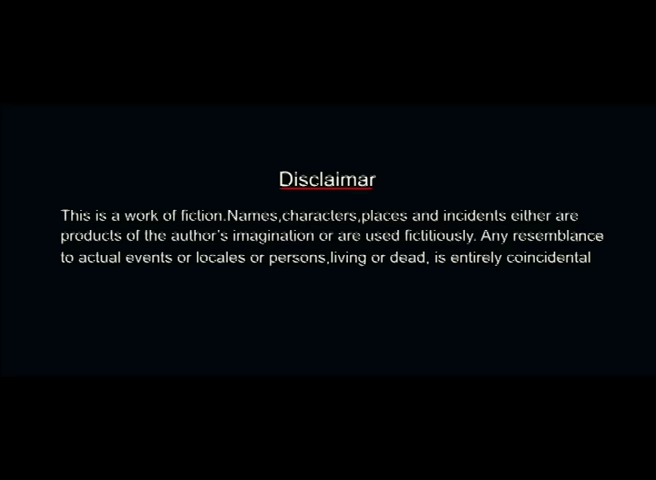 Disclaimar
This is a work of fiction.Names,characters,places and incidents either are
products of the author's imagination or are used fictitiously. Any resemblance
to actual events or locales or persons,living or dead, is entirely coincidental